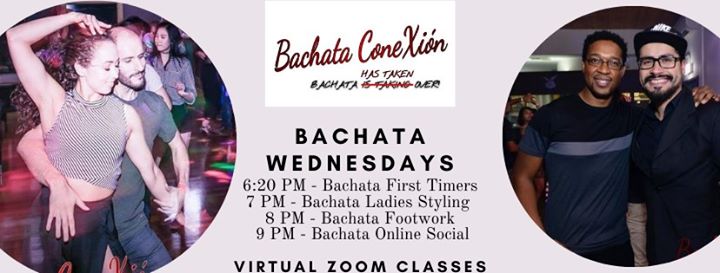 Bachata ConeXión
HAS TAKEN
BACHATA IS TAKING OVER!
BACHATA
WEDNESDAYS
6:20 PM - Bachata First Timers
7 PM - Bachata Ladies Styling
8 PM - Bachata Footwork
9 PM - Bachata Online Social
VIRTUAL ZOOM CLASSES